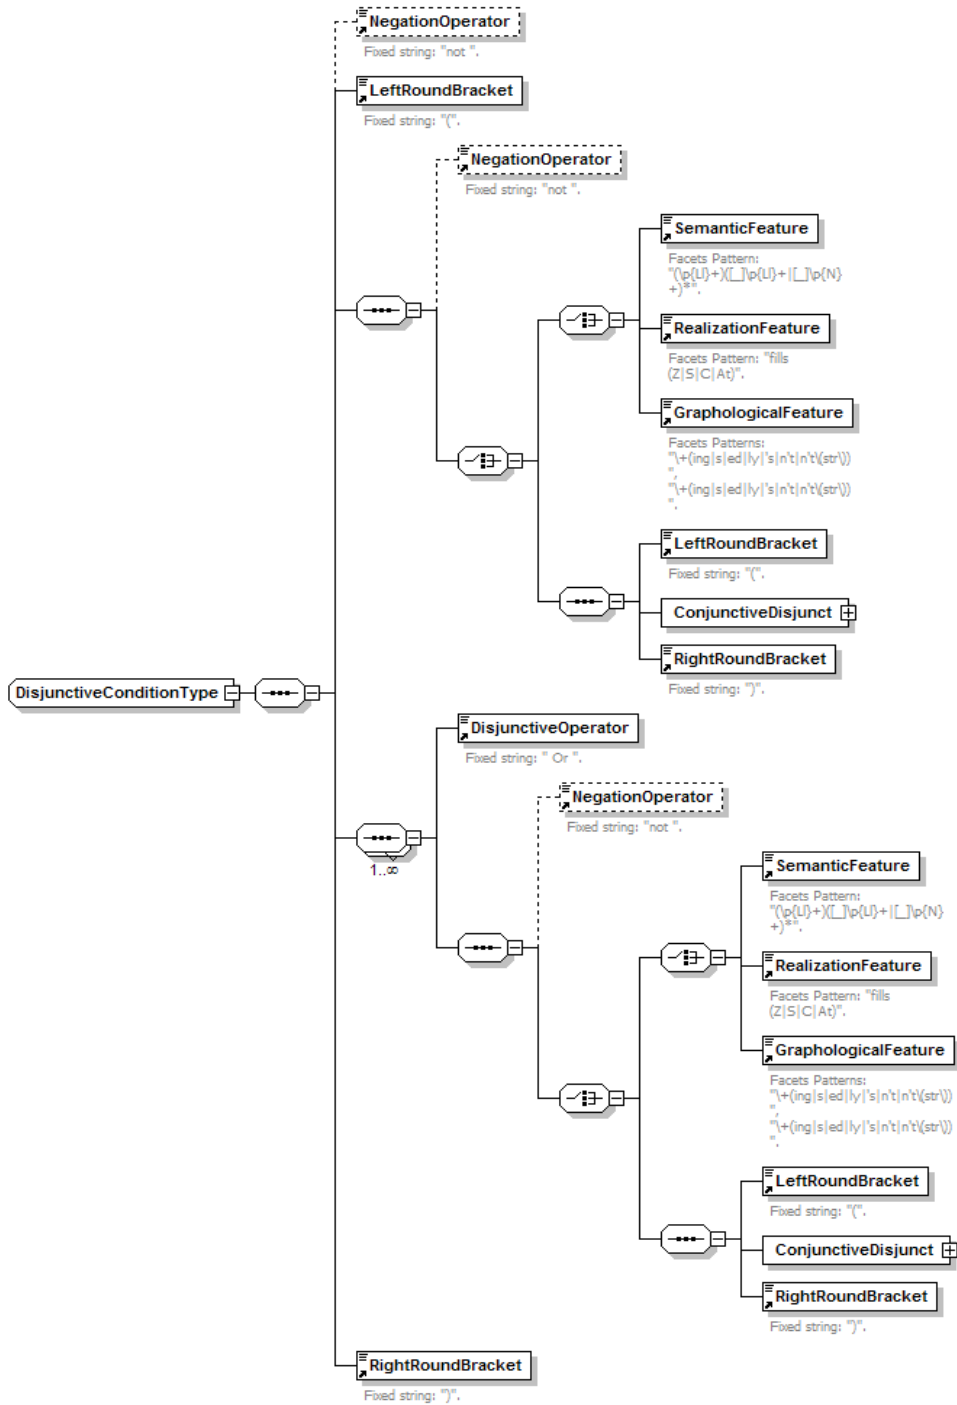 NegationOperator
Fixed string: "not ".
LeftRoundBracket
Fixed string: "(".
NegationOperator
Fixed string: "not ".
SemanticFeature
Facets Pattern:
"(\p{Ll}+)([_]\p{Ll}+|[_]\p{N}
+)*".
RealizationFeature
Facets Pattern: "fills
(Z|S|C|At)".
GraphologicalFeature
Facets Patterns:
"\+(ing|s|ed|ly|'s|n't|n't\(str\))
",
"\+(ing|s|ed|ly|'s|n't|n't\(str\))
".
LeftRoundBracket
Fixed string: "(".
ConjunctiveDisjunct
RightRoundBracket
Fixed string: ")".
DisjunctiveConditionType
DisjunctiveOperator
Fixed string: " Or ".
NegationOperator
Fixed string: "not ".
1..∞
SemanticFeature
Facets Pattern:
"(\p{Ll}+)([_]\p{Ll}+|[_]\p{N}
+)*".
RealizationFeature
Facets Pattern: "fills
(Z|S|C|At)".
GraphologicalFeature
Facets Patterns:
"\+(ing|s|ed|ly|'s|n't|n't\(str\))
",
"\+(ing|s|ed|ly|'s|n't|n't\(str\))
".
LeftRoundBracket
Fixed string: "(".
ConjunctiveDisjunct
RightRoundBracket
Fixed string: ")".
RightRoundBracket
Fixed string: ")".